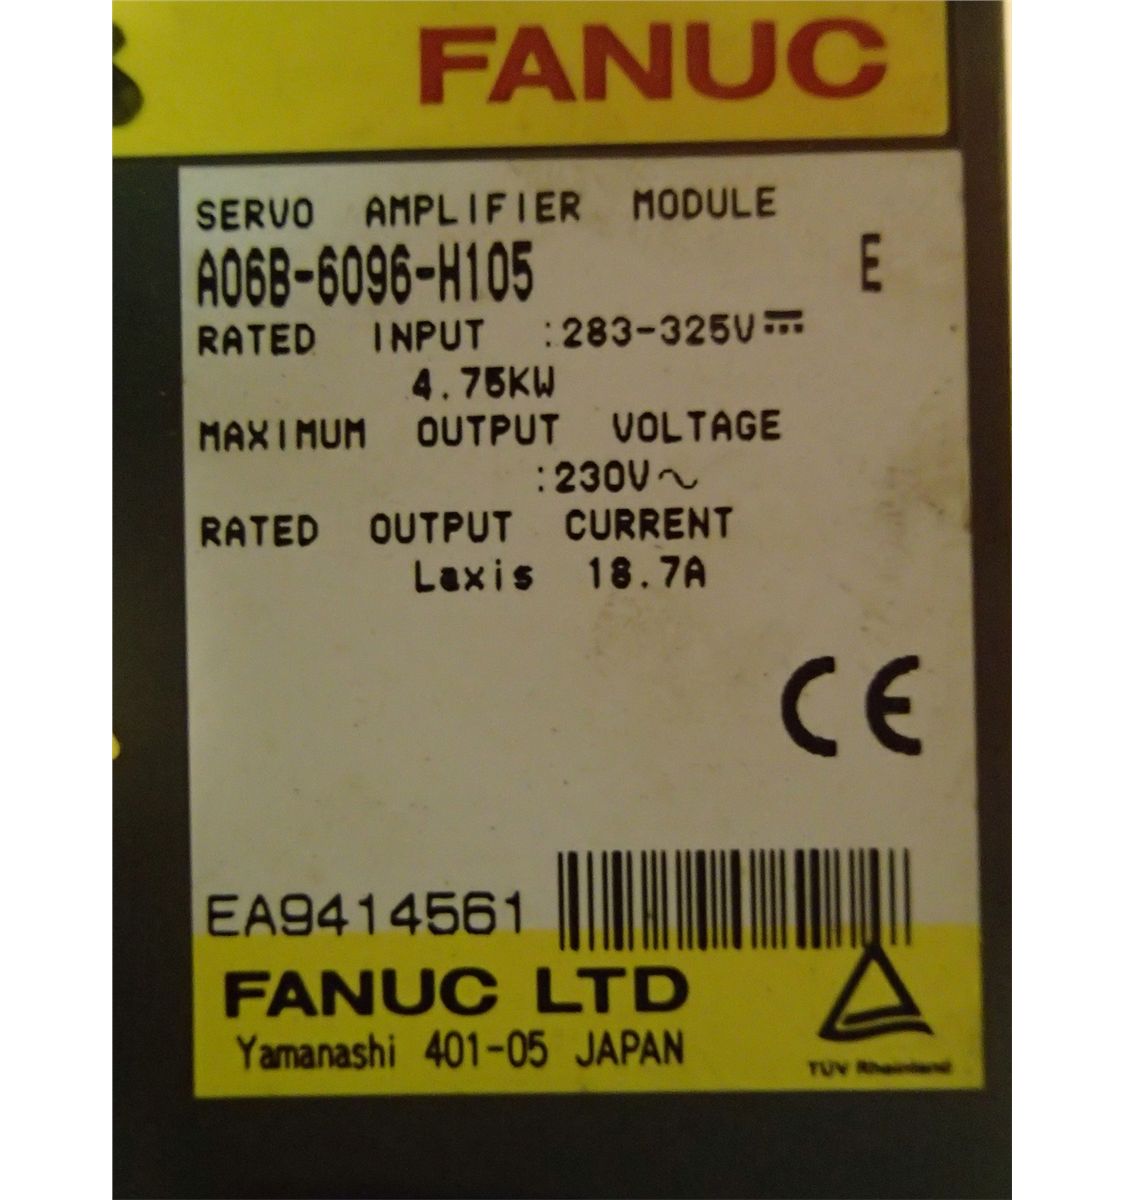 FANUC
SERVO AMPLIFIER MODULE
A06B-6096-H105 E
RATED INPUT :283-325V⎓
4.75KW
MAXIMUM OUTPUT VOLTAGE
:230V~
RATED OUTPUT CURRENT
Laxis 18.7A
CE
EA9414561
FANUC LTD
Yamanashi 401-05 JAPAN
TÜV Rheinland